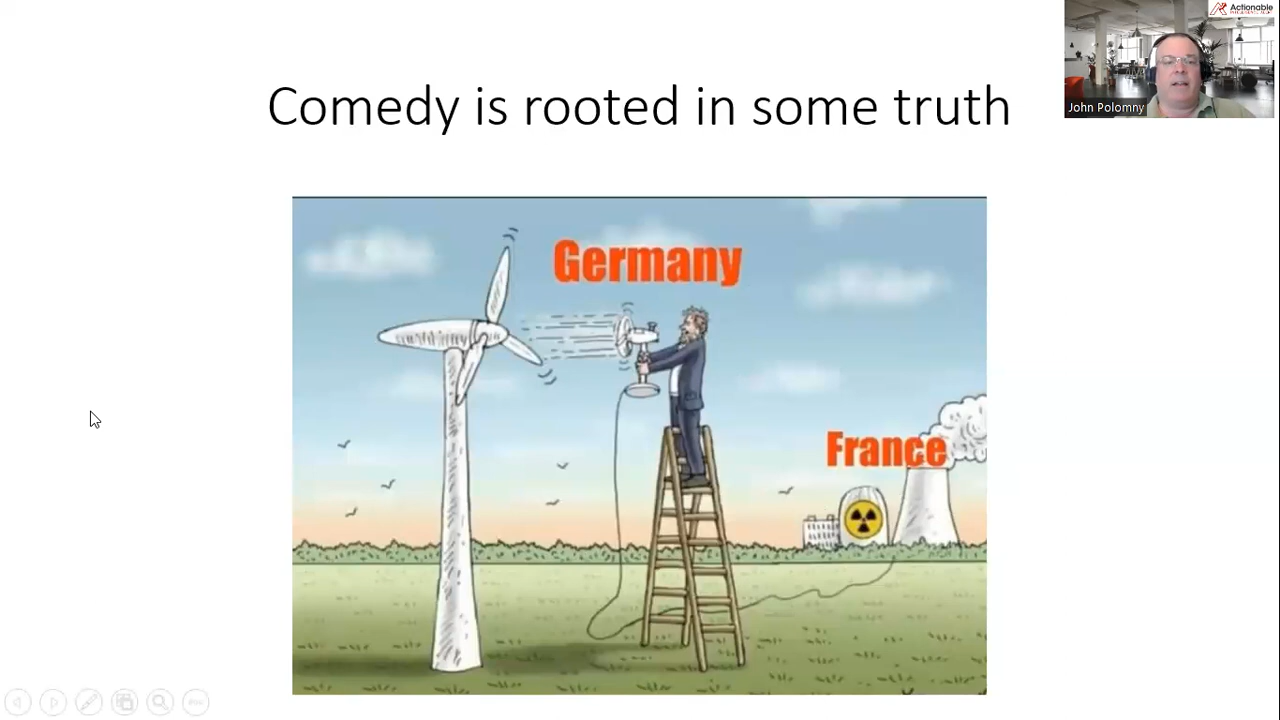 Comedy is rooted in some truth
Actionable
John Polomny
Germany
France